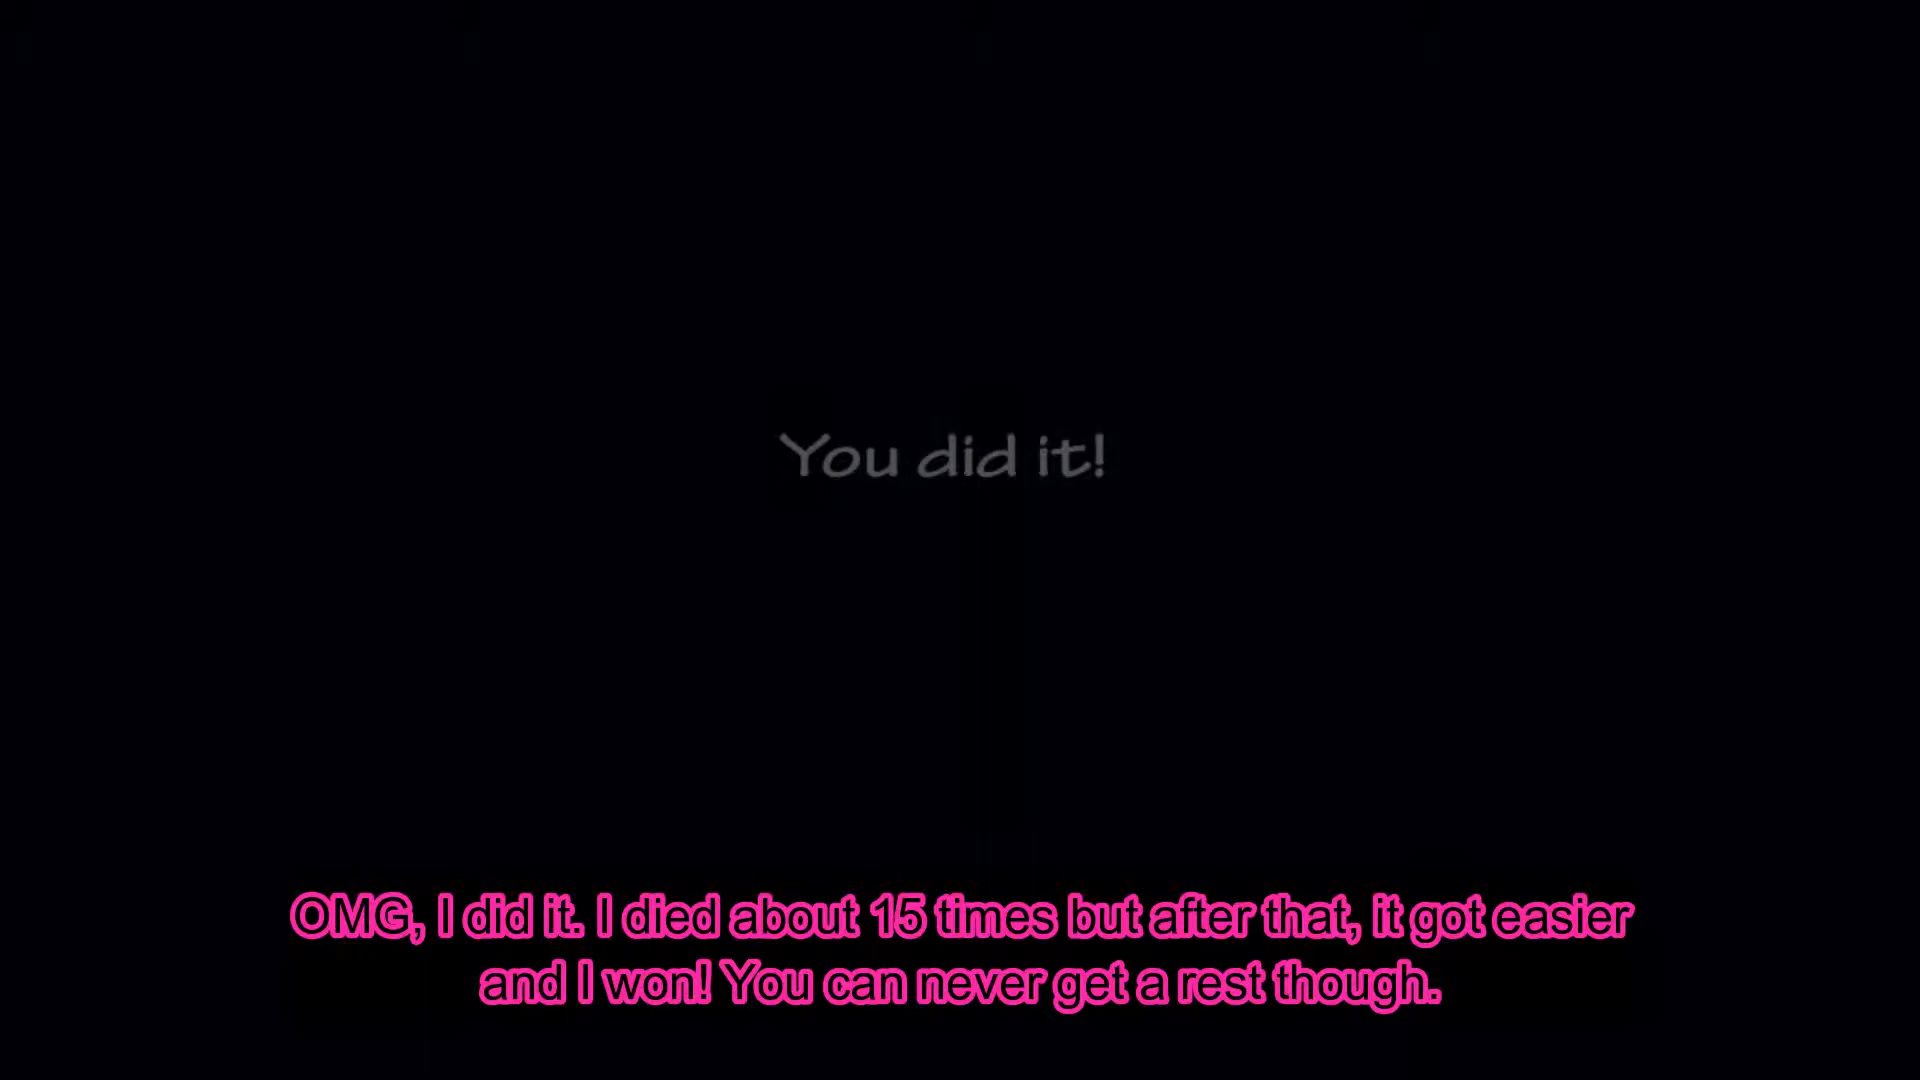 You did it!
OMG, I did it. I died about 15 times but after that, it got easier
and I won! You can never get a rest though.